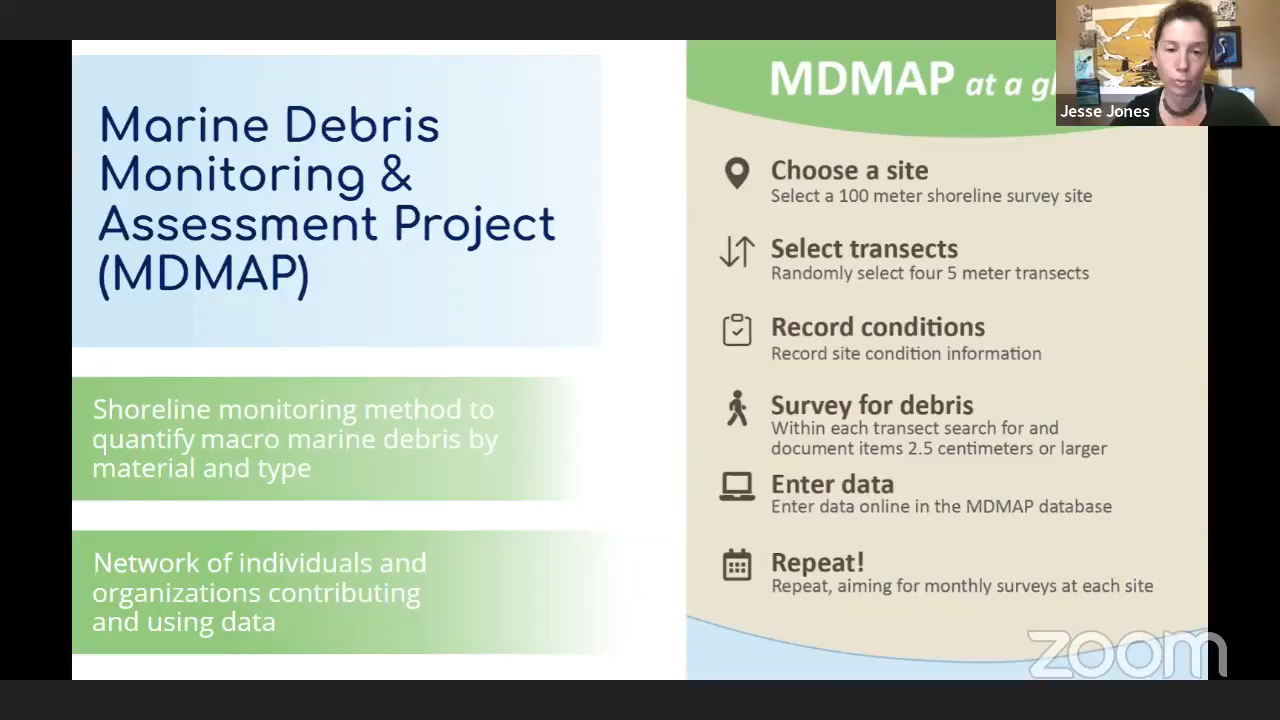 Marine Debris
Monitoring &
Assessment Project
(MDMAP)
Shoreline monitoring method to
quantify macro marine debris by
material and type
Network of individuals and
organizations contributing
and using data
MDMAP at a
Jesse Jones
Choose a site
Select a 100 meter shoreline survey site
Select transects
Randomly select four 5 meter transects
Record conditions
Record site condition information
Survey for debris
Within each transect search for and
document items 2.5 centimeters or larger
Enter data
Enter data online in the MDMAP database
Repeat!
Repeat, aiming for monthly surveys at each site
zoom